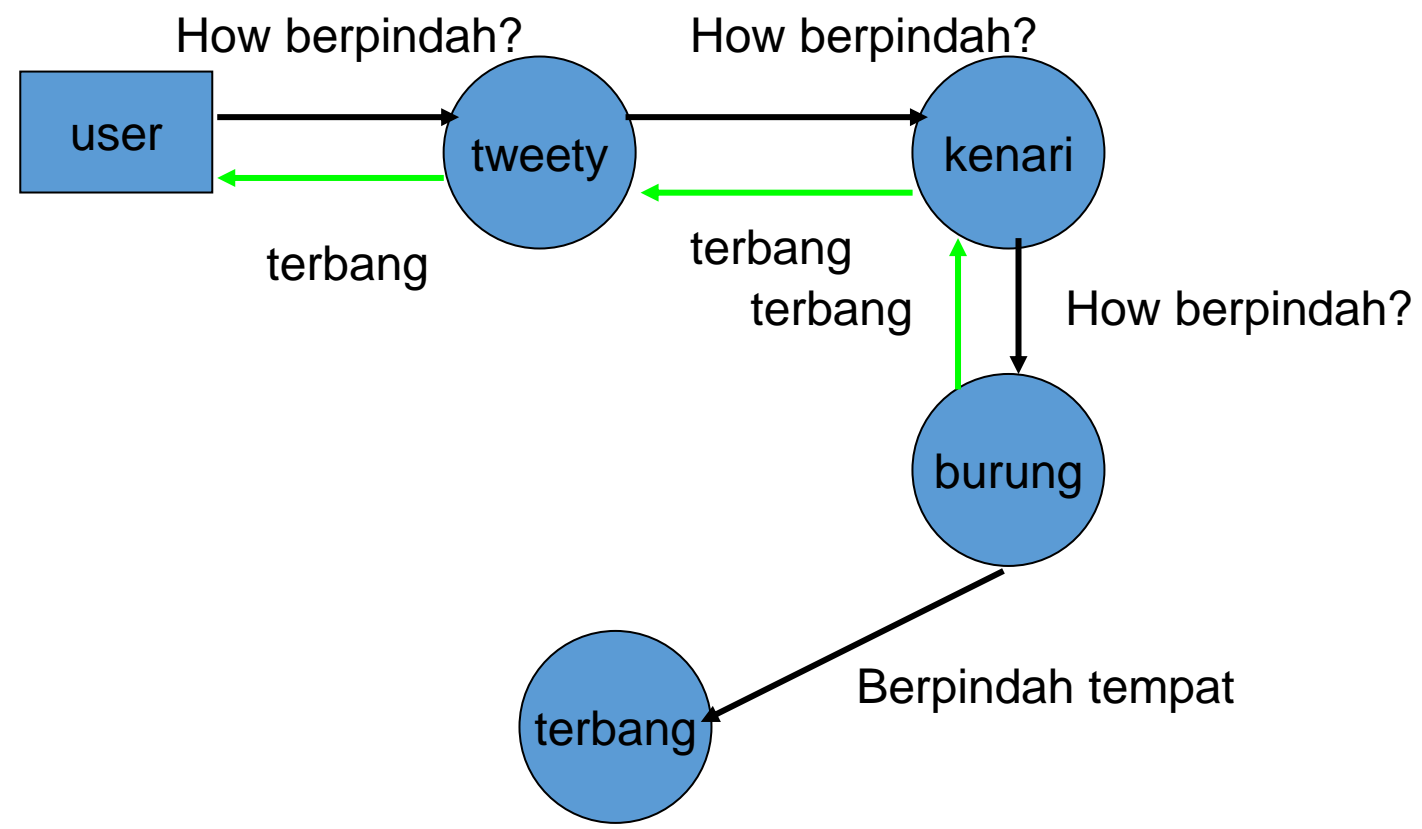 How berpindah?
How berpindah?
user
tweety
kenari
terbang
terbang
terbang
How berpindah?
burung
Berpindah tempat
terbang